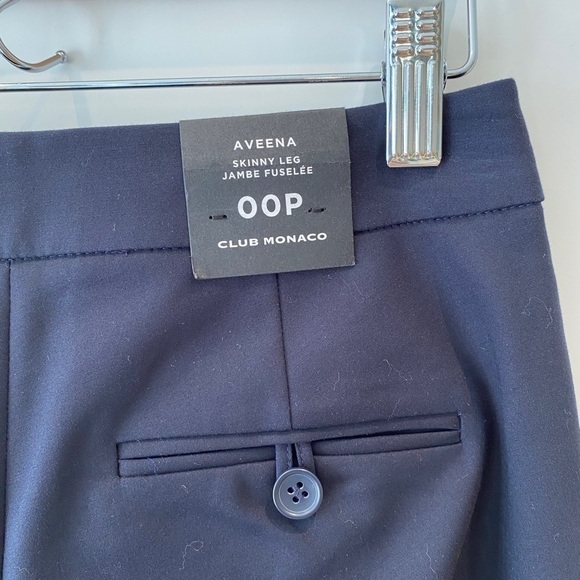 AVEENA
SKINNY LEG
JAMBE FUSELÉE
00P
CLUB MONACO